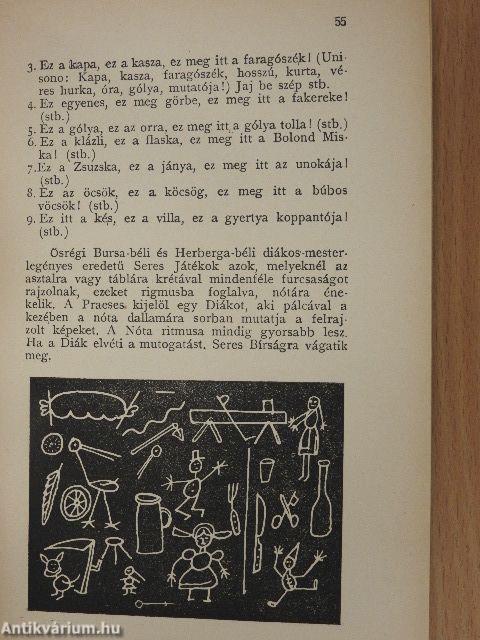 55
3. Ez a kapa, ez a kasza, ez meg itt a faragószék! (Uni-
sono: Kapa, kasza, faragószék, hosszú, kurta, vé-
res hurka, óra, gólya, mutatója!) Jaj be szép stb.
4. Ez egyenes, ez meg görbe, ez meg itt a fakereke!
(stb.)
5. Ez a gólya, ez az orra, ez meg itt a gólya tolla! (stb.)
6. Ez a klázli, ez a flaska, ez meg itt a Bolond Mis-
ka! (stb.)
7. Ez a Zsuzska, ez a jánya, ez meg itt az unokája!
(stb.)
8. Ez az öcsök, ez a köcsög, ez meg itt a búbos
vöcsök! (stb.)
9. Ez itt a kés, ez a villa, ez a gyertya koppantója!
(stb.)
Ösrégi Bursa-béli és Herberga-béli diákos-mester-
legényes eredetű Seres Játékok azok, melyeknél az
asztalra vagy táblára krétával mindenféle furcsaságot
rajzolnak, ezeket rigmusba foglalva, nótára éne-
kelik. A Praeses kijelöl egy Diákot, aki pálcával a
kezében a nóta dallamára sorban mutatja a felraj-
zolt képeket. A Nóta ritmusa mindig gyorsabb lesz.
Ha a Diák elvéti a mutogatást. Seres Bírságra vágatik
meg.
Antikvárium.hu